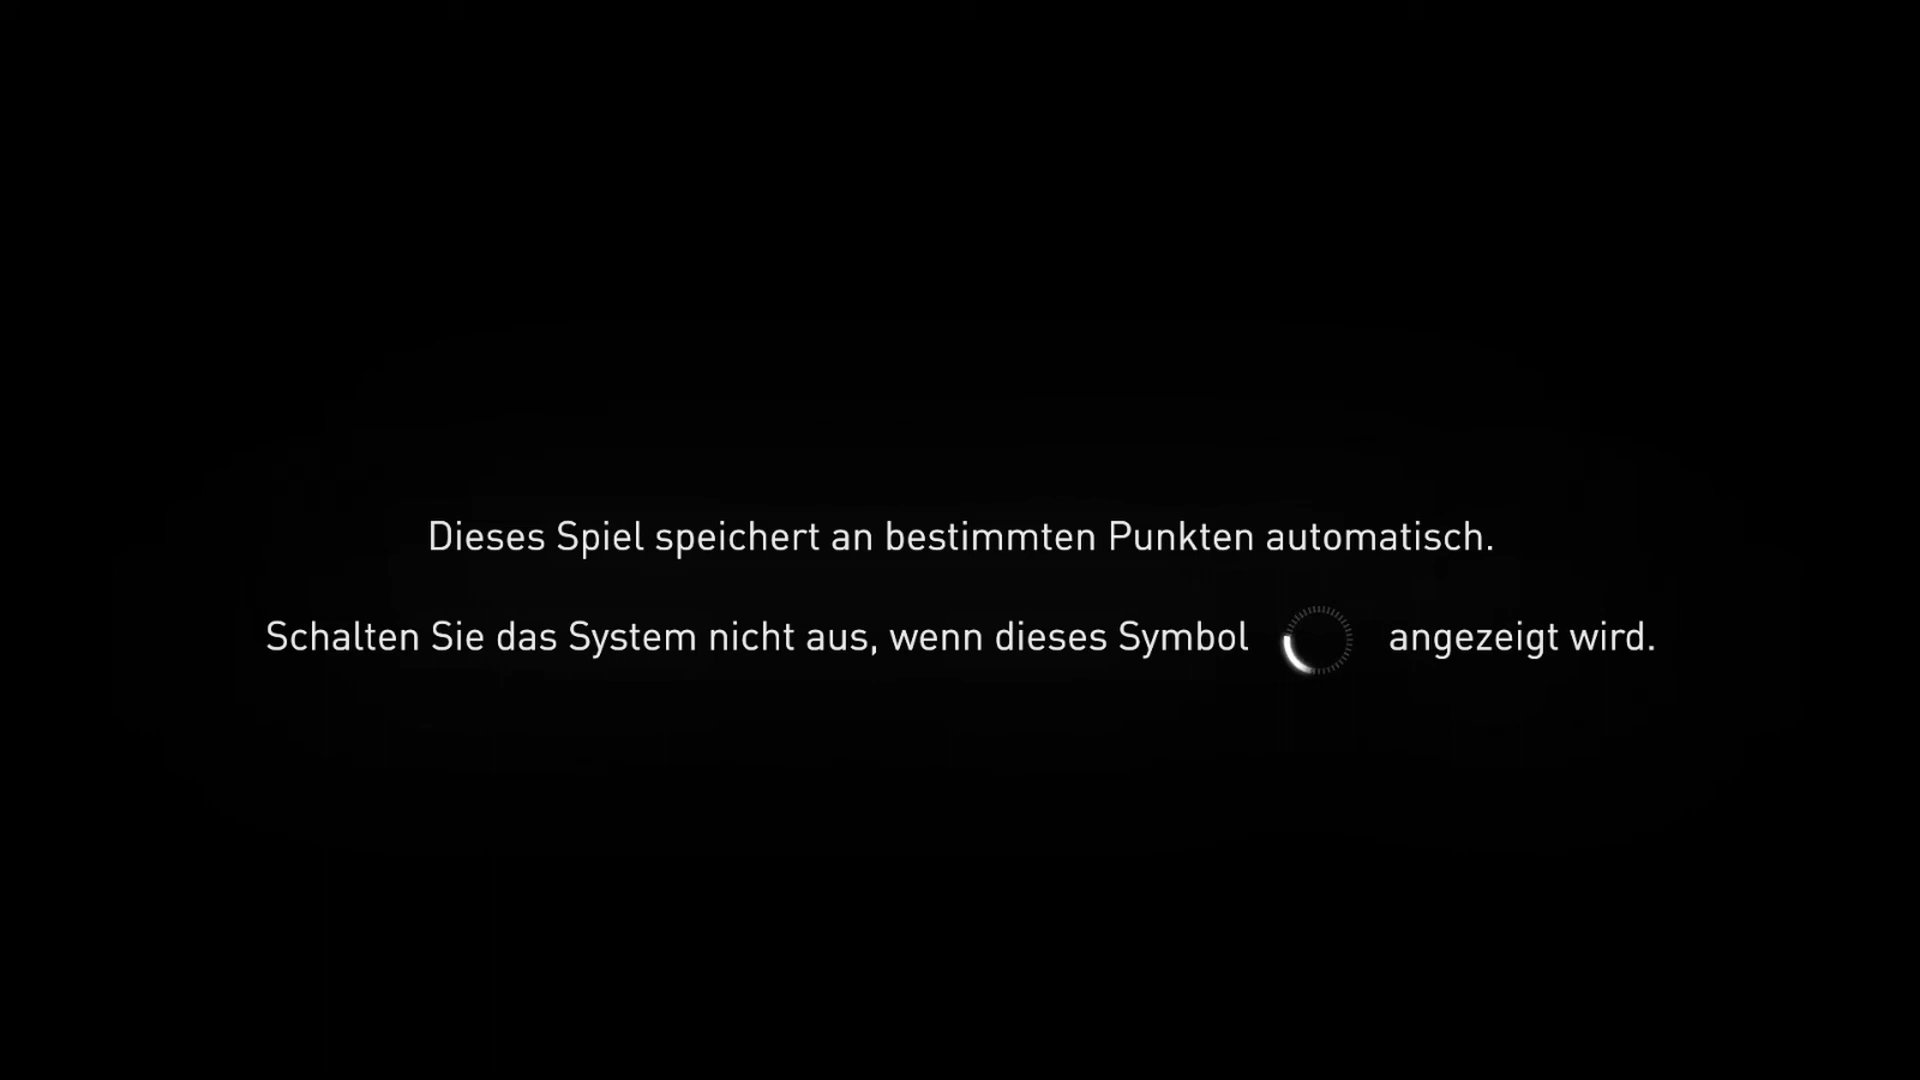 Dieses Spiel speichert an bestimmten Punkten automatisch.
Schalten Sie das System nicht aus, wenn dieses Symbol angezeigt wird.